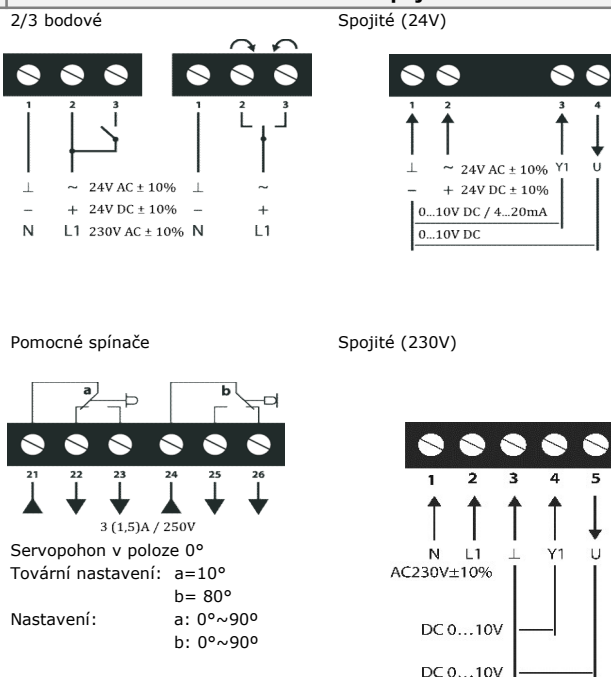 2/3 bodové
1 2 3
1 2 3
⊥ ~ 24V AC ± 10% ⊥ ~
– + 24V DC ± 10% – +
N L1 230V AC ± 10% N L1
Spojité (24V)
1 2 3 4
⊥ ~ 24V AC ± 10% Y1 U
– + 24V DC ± 10%
0...10V DC / 4...20mA
0...10V DC
Pomocné spínače
a b
21 22 23 24 25 26
3 (1,5)A / 250V
Servopohon v poloze 0°
Tovární nastavení: a=10°
b= 80°
Nastavení: a: 0°~90º
b: 0°~90º
Spojité (230V)
1 2 3 4 5
N L1 ⊥ Y1 U
AC230V±10%
DC 0...10V
DC 0...10V